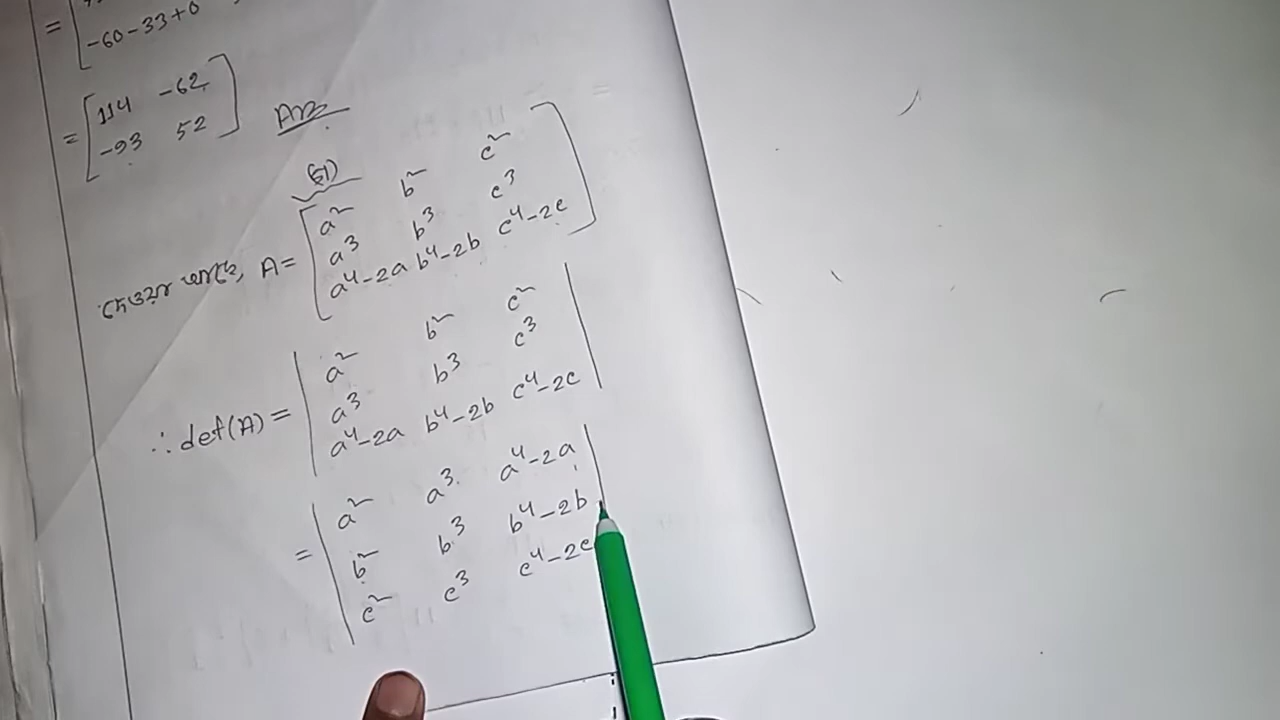 = [
-60-33+0
= [114 -62
-93 52] Ans.
(গ)
দেওয়া আছে, A= [a² b² c²
a³ b³ c³
a⁴-2a b⁴-2b c⁴-2c]
∴ det(A) = |a² b² c²
a³ b³ c³
a⁴-2a b⁴-2b c⁴-2c|
= |a² a³ a⁴-2a
b² b³ b⁴-2b
c² c³ c⁴-2c